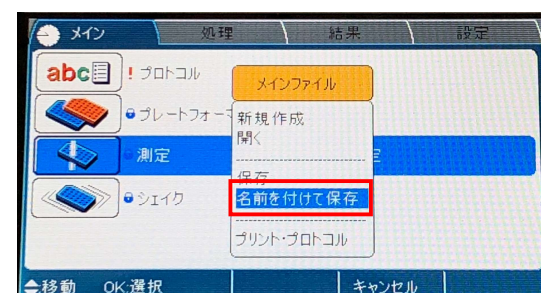 メイン
処理
結果
設定
abc
! プロトコル
プレートフォーマ
測定
シェイク
メインファイル
新規作成
開く
保存
名前を付けて保存
プリント・プロトコル
定
移動 OK:選択
キャンセル